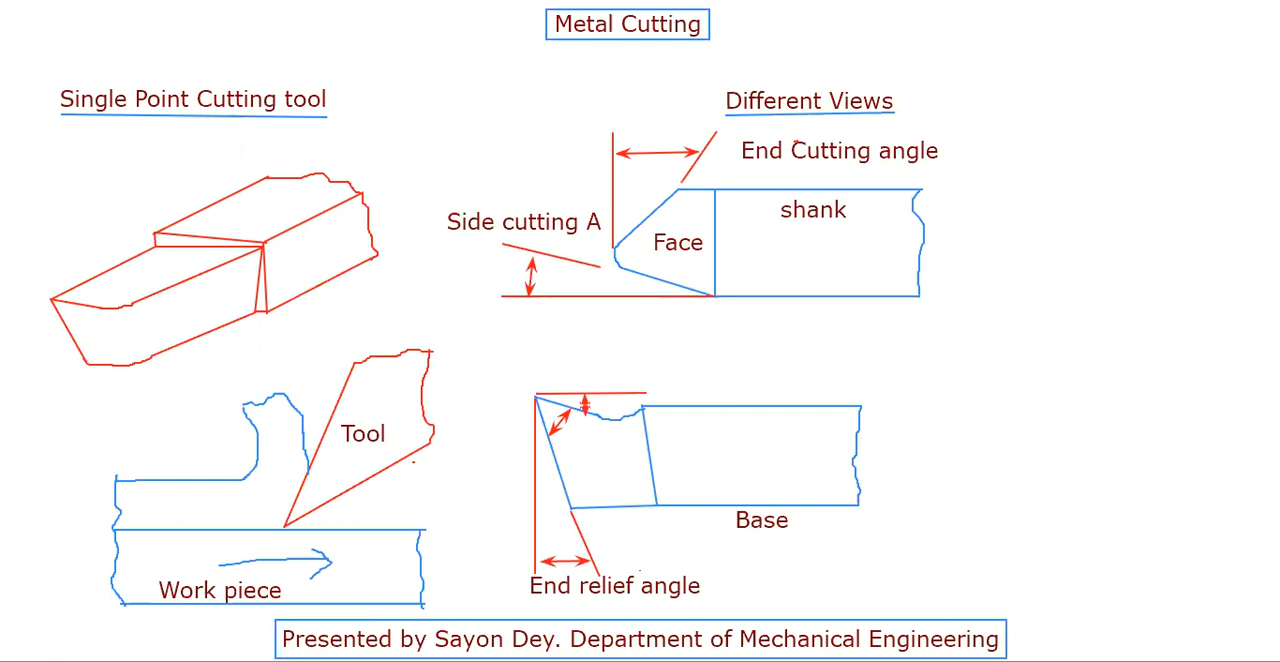 Metal Cutting
Single Point Cutting tool
Different Views
End Cutting angle
Side cutting A
shank
Face
Tool
Work piece
Base
End relief angle
Presented by Sayon Dey. Department of Mechanical Engineering